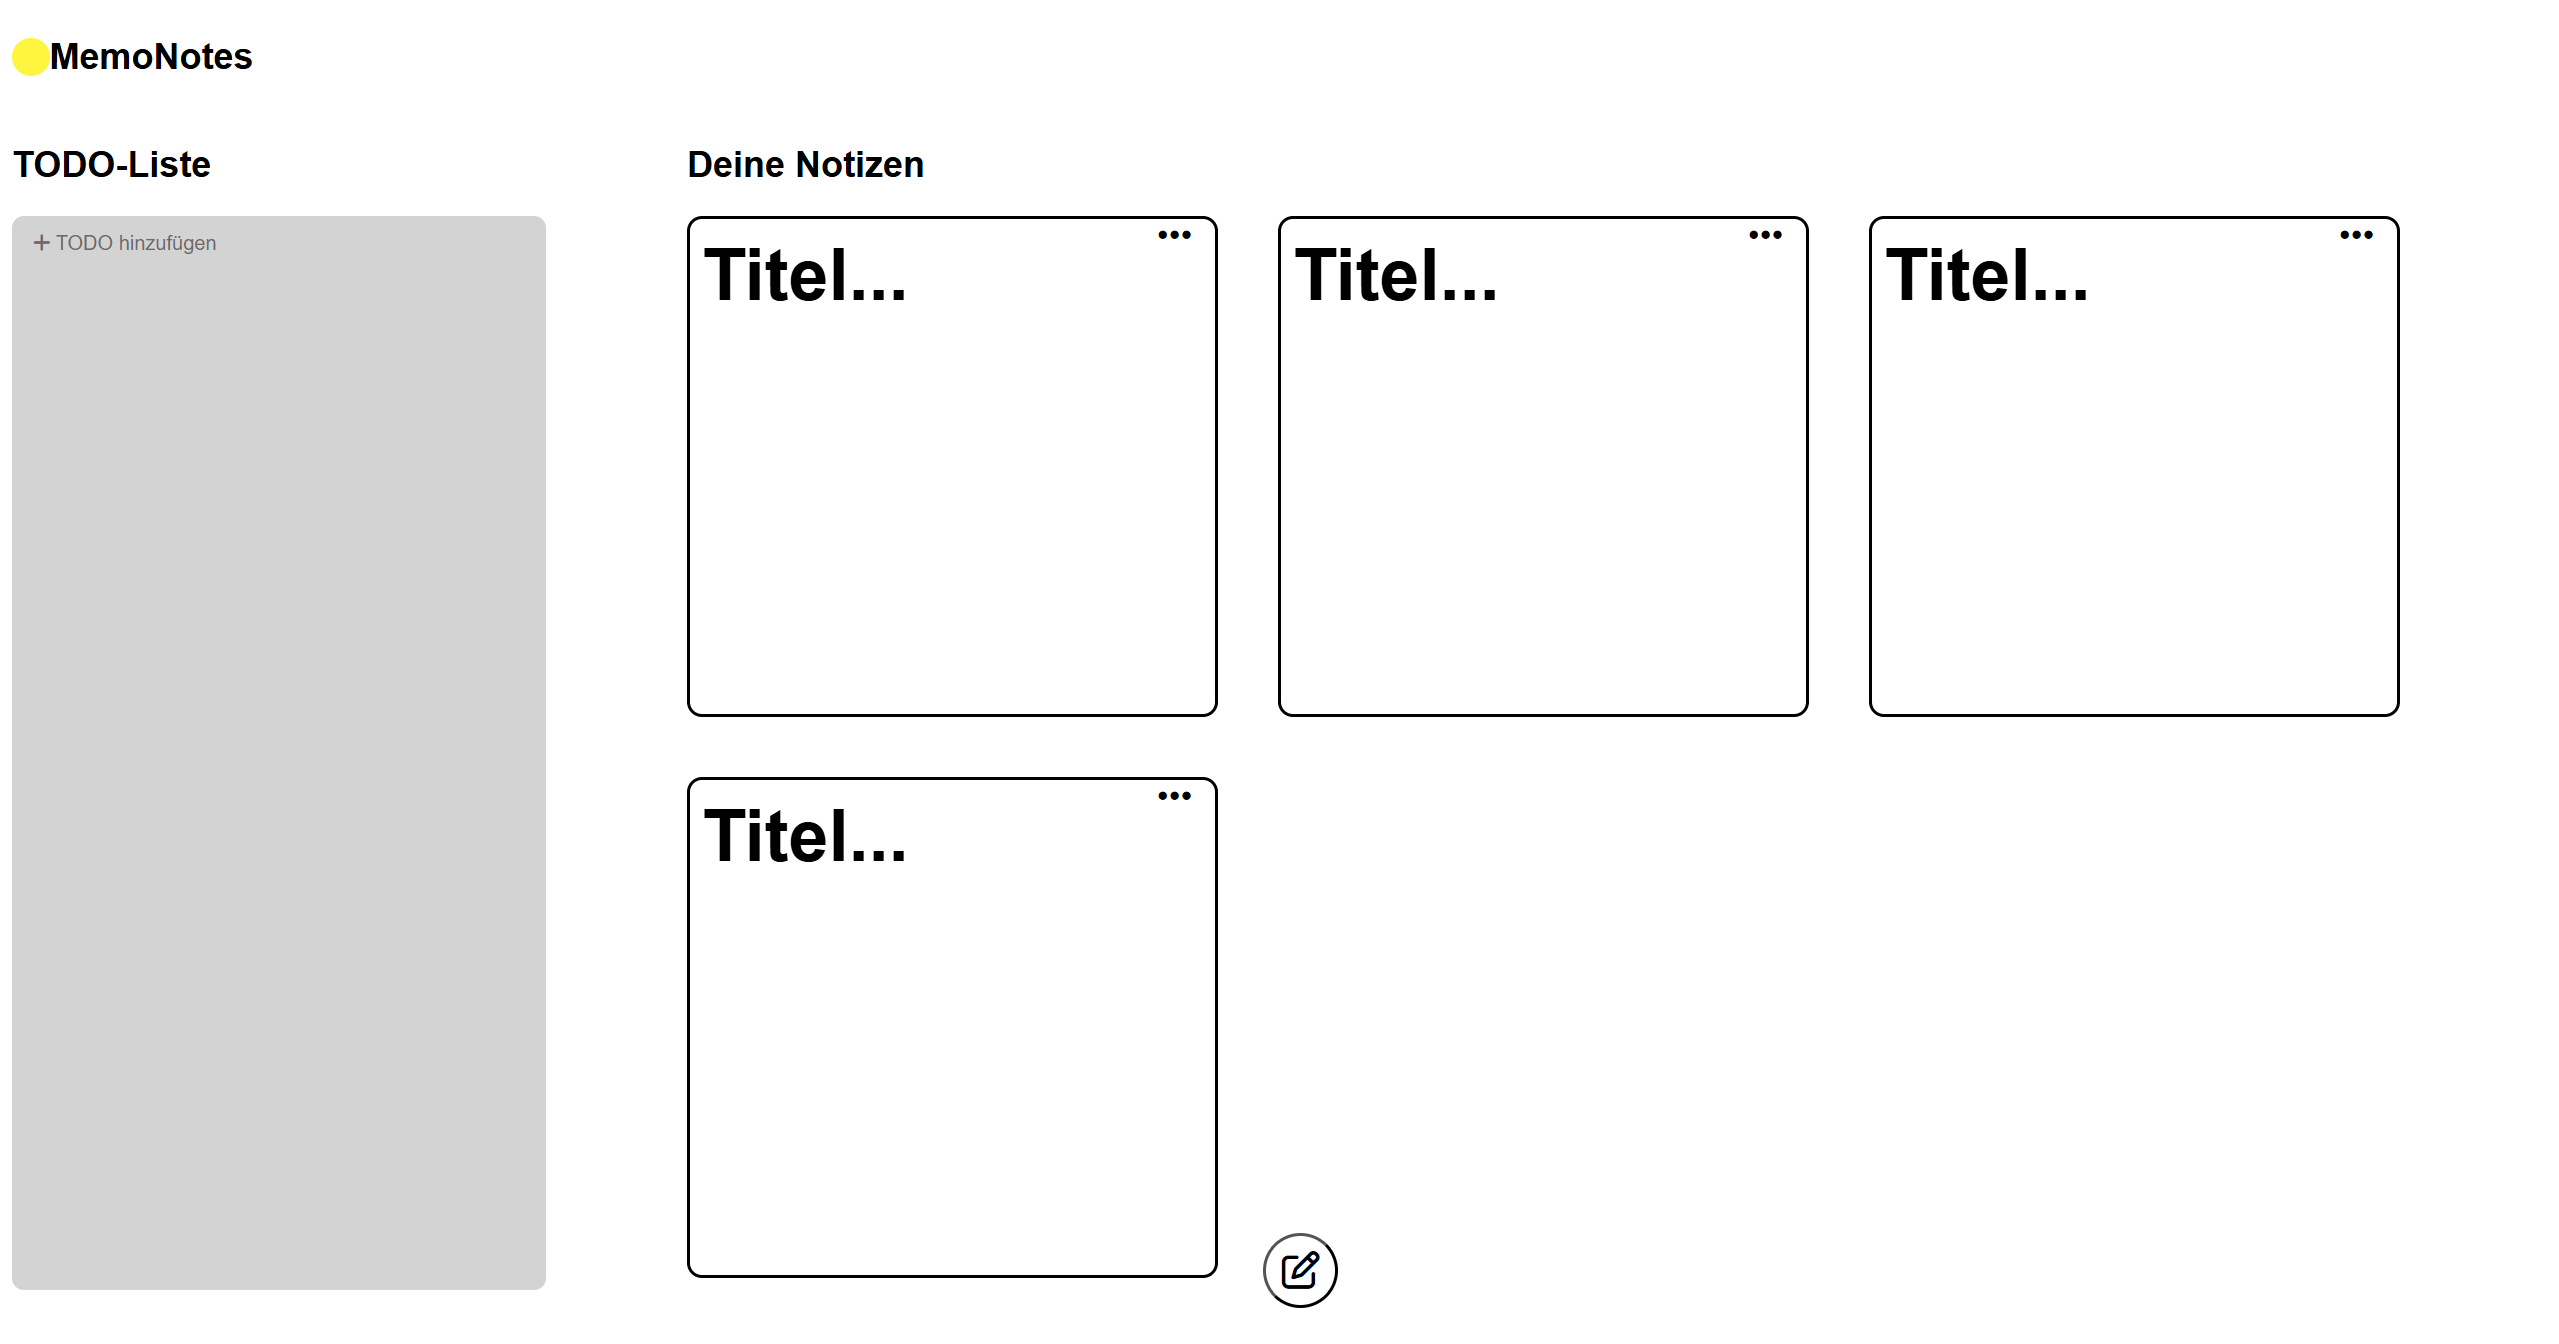 MemoNotes
TODO-Liste
+ TODO hinzufügen
Deine Notizen
Titel...
Titel...
Titel...
Titel...